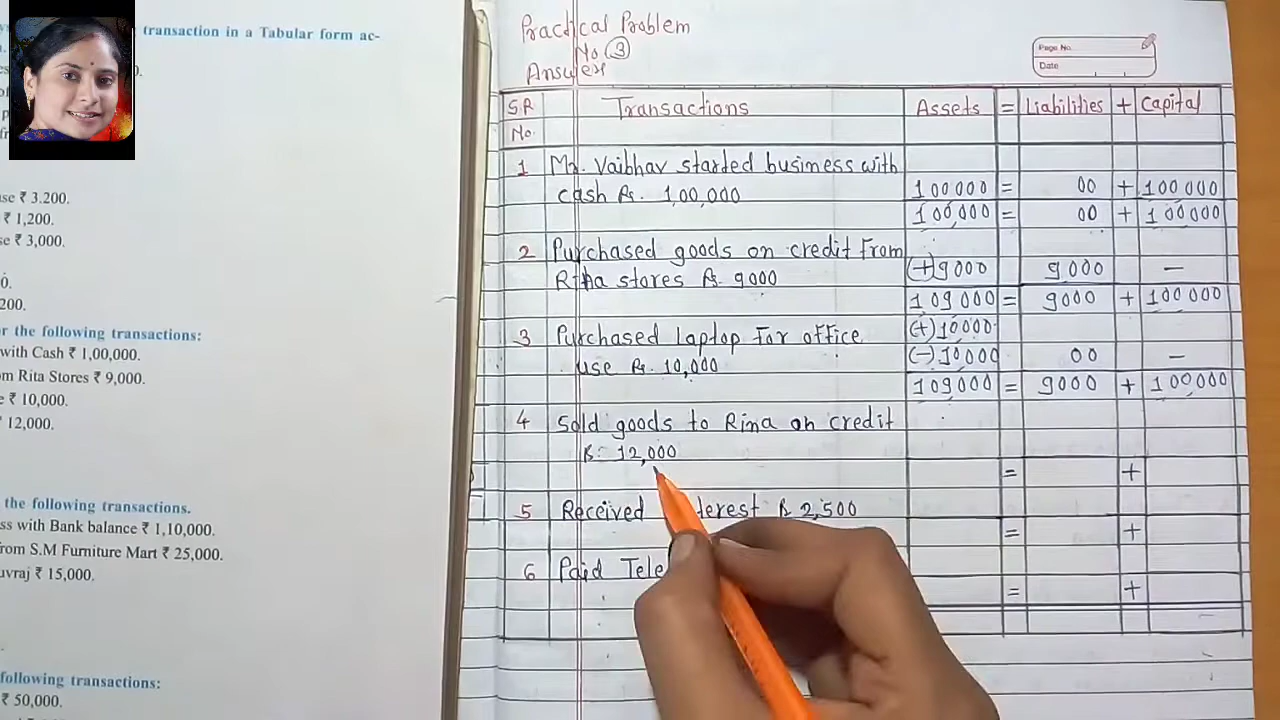 transaction in a Tabular form ac-
se ₹ 3.200.
₹ 1,200.
se ₹ 3,000.
0.
200.
r the following transactions:
with Cash ₹ 1,00,000.
om Rita Stores ₹ 9,000.
e ₹ 10,000.
₹ 12,000.
the following transactions.
ss with Bank balance ₹ 1,10,000.
from S.M Furniture Mart ₹ 25,000.
uvraj ₹ 15,000.
following transactions:
₹ 50,000.
Practical Problem
No. 3
Answer
Page No.
Date
S.R No. Transactions Assets = Liabilities + Capital
1 Mr. Vaibhav started business with
cash Rs. 1,00,000 100000 = 00 + 100000
100,000 = 00 + 100000
2 Purchased goods on credit from
Rina stores Rs. 9000 (+)9000 9000 —
109000 = 9000 + 100000
3 Purchased Laptop for office (+)10000
use Rs. 10,000 (-)10000 00 —
109000 = 9000 + 100000
4 Sold goods to Rina on credit
Rs. 12,000
= +
5 Received terest Rs 2,500
= +
6 Paid Tele
= +